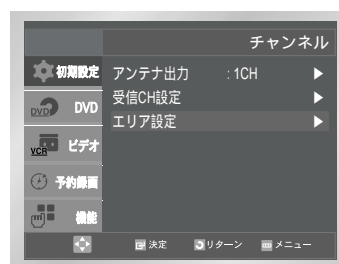 チャンネル
初期設定
アンテナ出力 : 1CH ▶
受信CH設定 ▶
DVD DVD
エリア設定 ▶
VCR ビデオ
予約録画
機能
決定 リターン メニュー